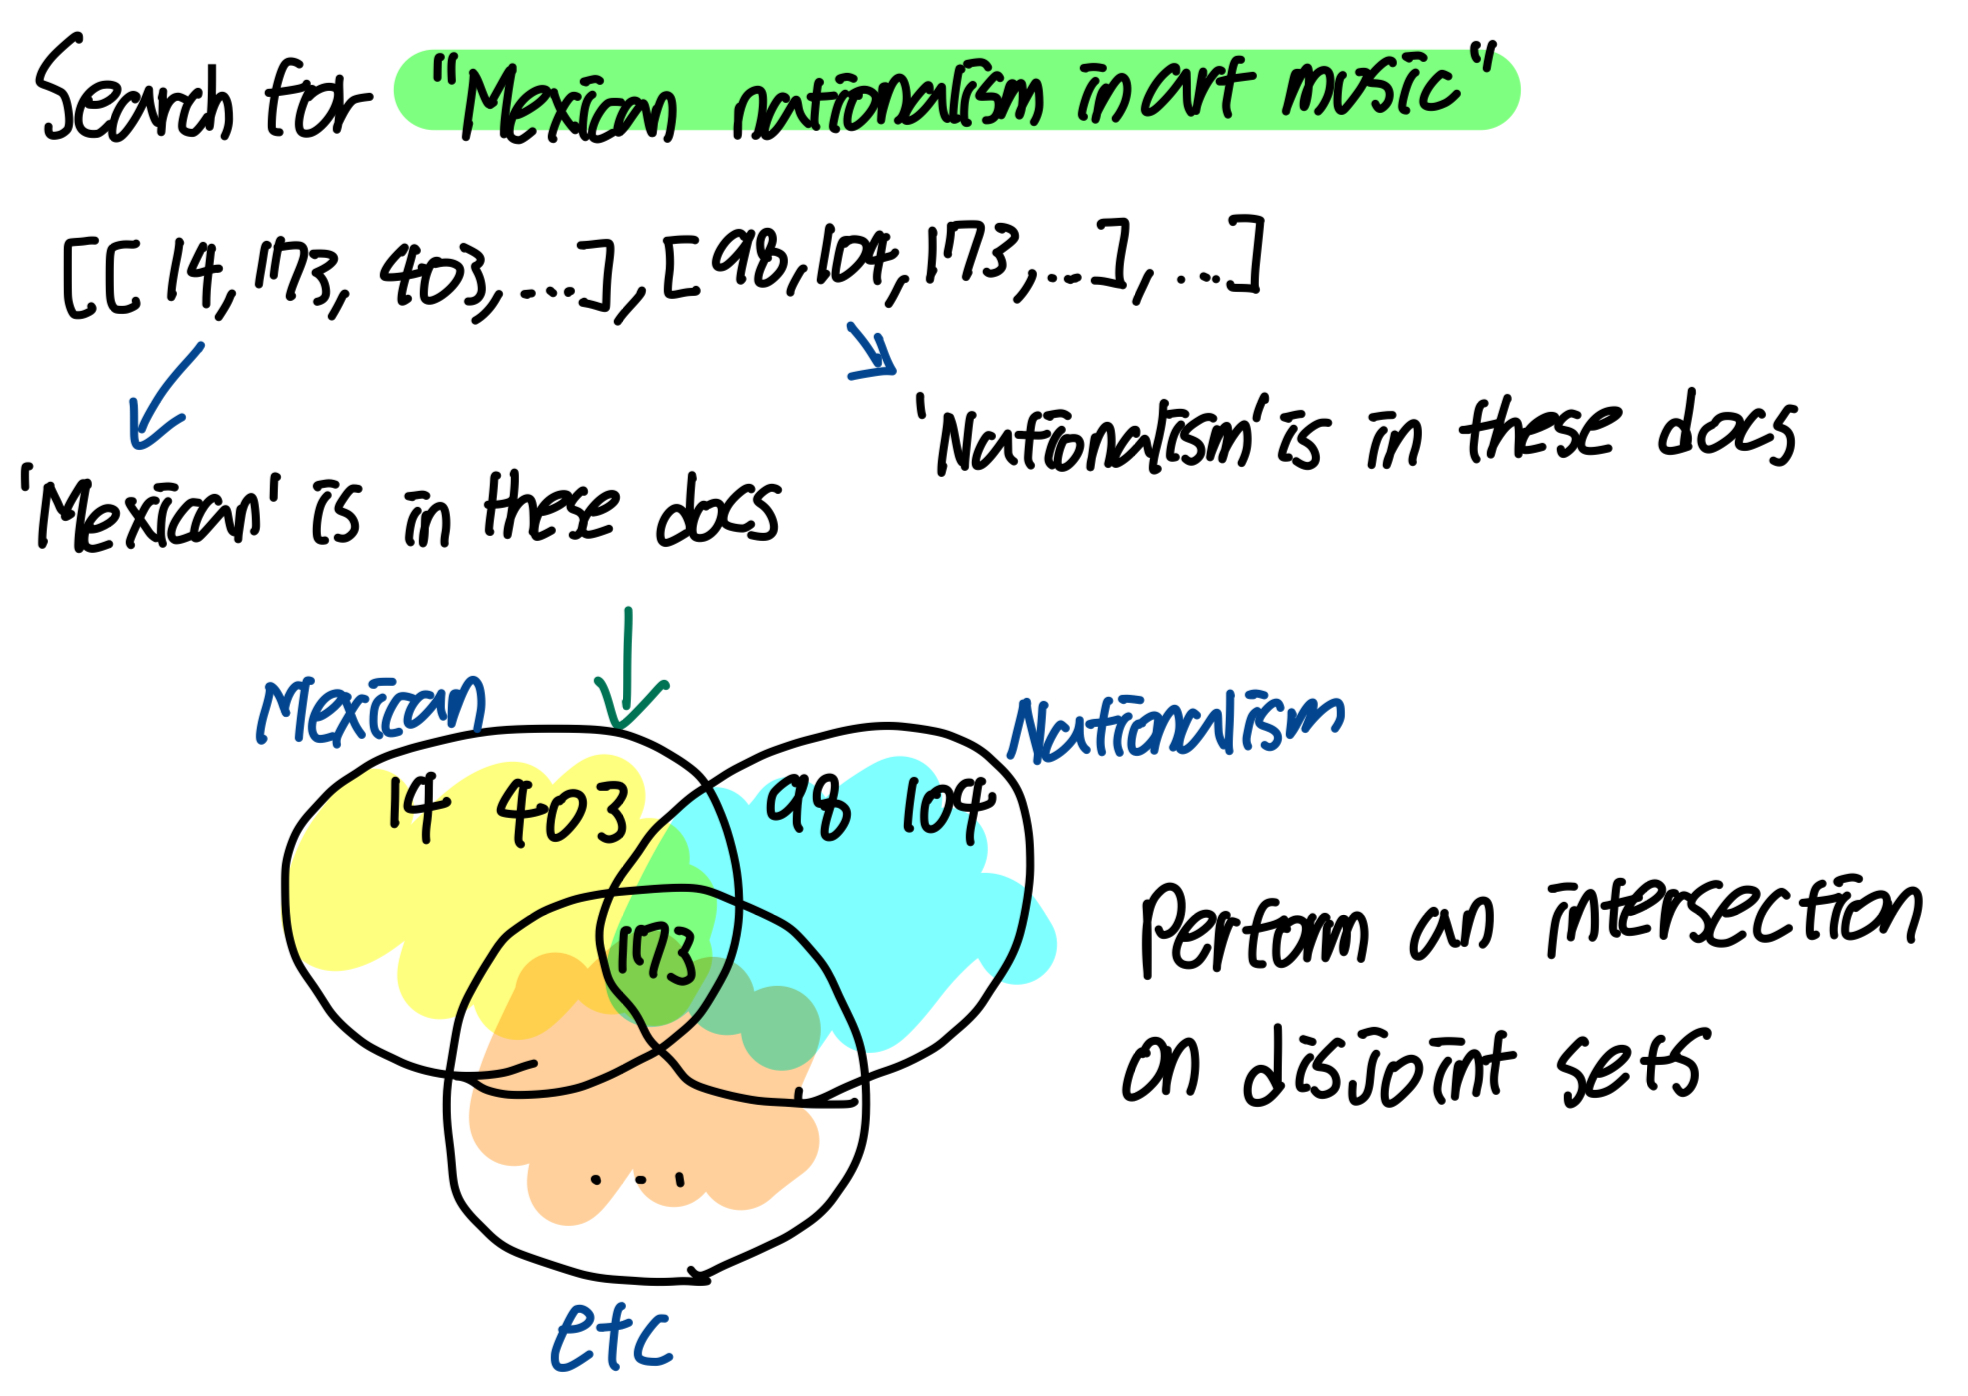 Search for "Mexican nationalism in art music"
[[14, 173, 403, ...], [98, 104, 173, ...], ...]
'Nationalism' is in these docs
'Mexican' is in these docs
Mexican
Nationalism
14 403
98 104
173
Perform an intersection
on disjoint sets
...
etc